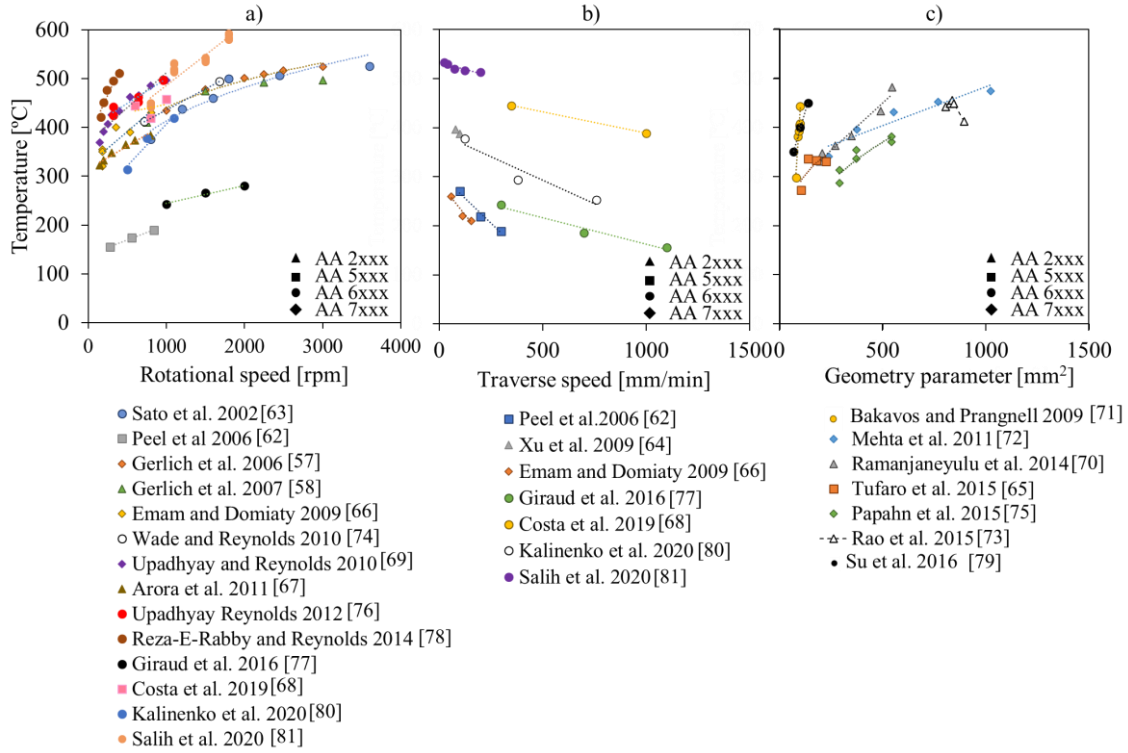 a)
b)
c)
Temperature [ºC]
600
500
400
300
200
100
0
AA 2xxx
AA 5xxx
AA 6xxx
AA 7xxx
AA 2xxx
AA 5xxx
AA 6xxx
AA 7xxx
AA 2xxx
AA 5xxx
AA 6xxx
AA 7xxx
0 1000 2000 3000 4000
0 500 1000 15000
0 500 1000 1500
Rotational speed [rpm]
Traverse speed [mm/min]
Geometry parameter [mm²]
Sato et al. 2002 [63]
Peel et al 2006 [62]
Gerlich et al. 2006 [57]
Gerlich et al. 2007 [58]
Emam and Domiaty 2009 [66]
Wade and Reynolds 2010 [74]
Upadhyay and Reynolds 2010 [69]
Arora et al. 2011 [67]
Upadhyay Reynolds 2012 [76]
Reza-E-Rabby and Reynolds 2014 [78]
Giraud et al. 2016 [77]
Costa et al. 2019 [68]
Kalinenko et al. 2020 [80]
Salih et al. 2020 [81]
Peel et al.2006 [62]
Xu et al. 2009 [64]
Emam and Domiaty 2009 [66]
Giraud et al. 2016 [77]
Costa et al. 2019 [68]
Kalinenko et al. 2020 [80]
Salih et al. 2020 [81]
Bakavos and Prangnell 2009 [71]
Mehta et al. 2011 [72]
Ramanjaneyulu et al. 2014 [70]
Tufaro et al. 2015 [65]
Papahn et al. 2015 [75]
Rao et al. 2015 [73]
Su et al. 2016 [79]